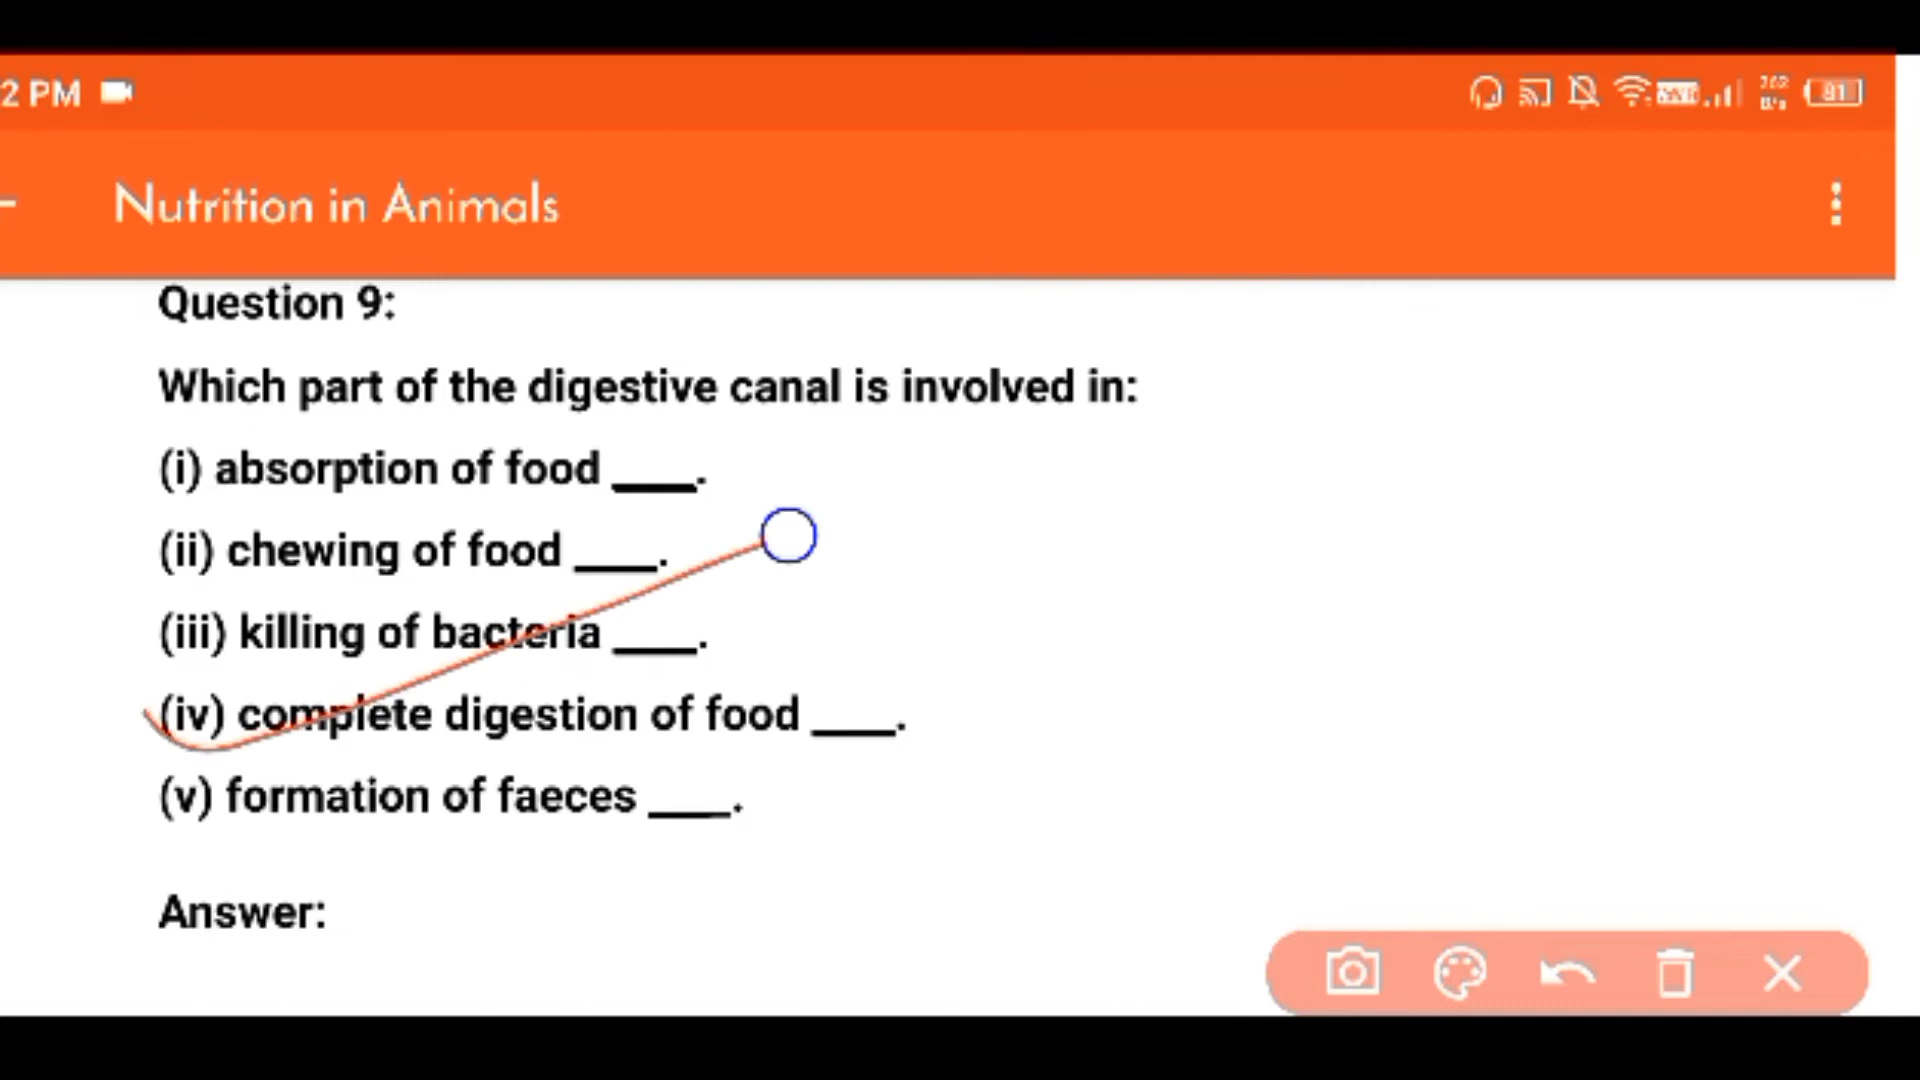 2 PM
81
Nutrition in Animals
Question 9:
Which part of the digestive canal is involved in:
(i) absorption of food ____.
(ii) chewing of food ____.
(iii) killing of bacteria ____.
(iv) complete digestion of food ____.
(v) formation of faeces ____.
Answer: